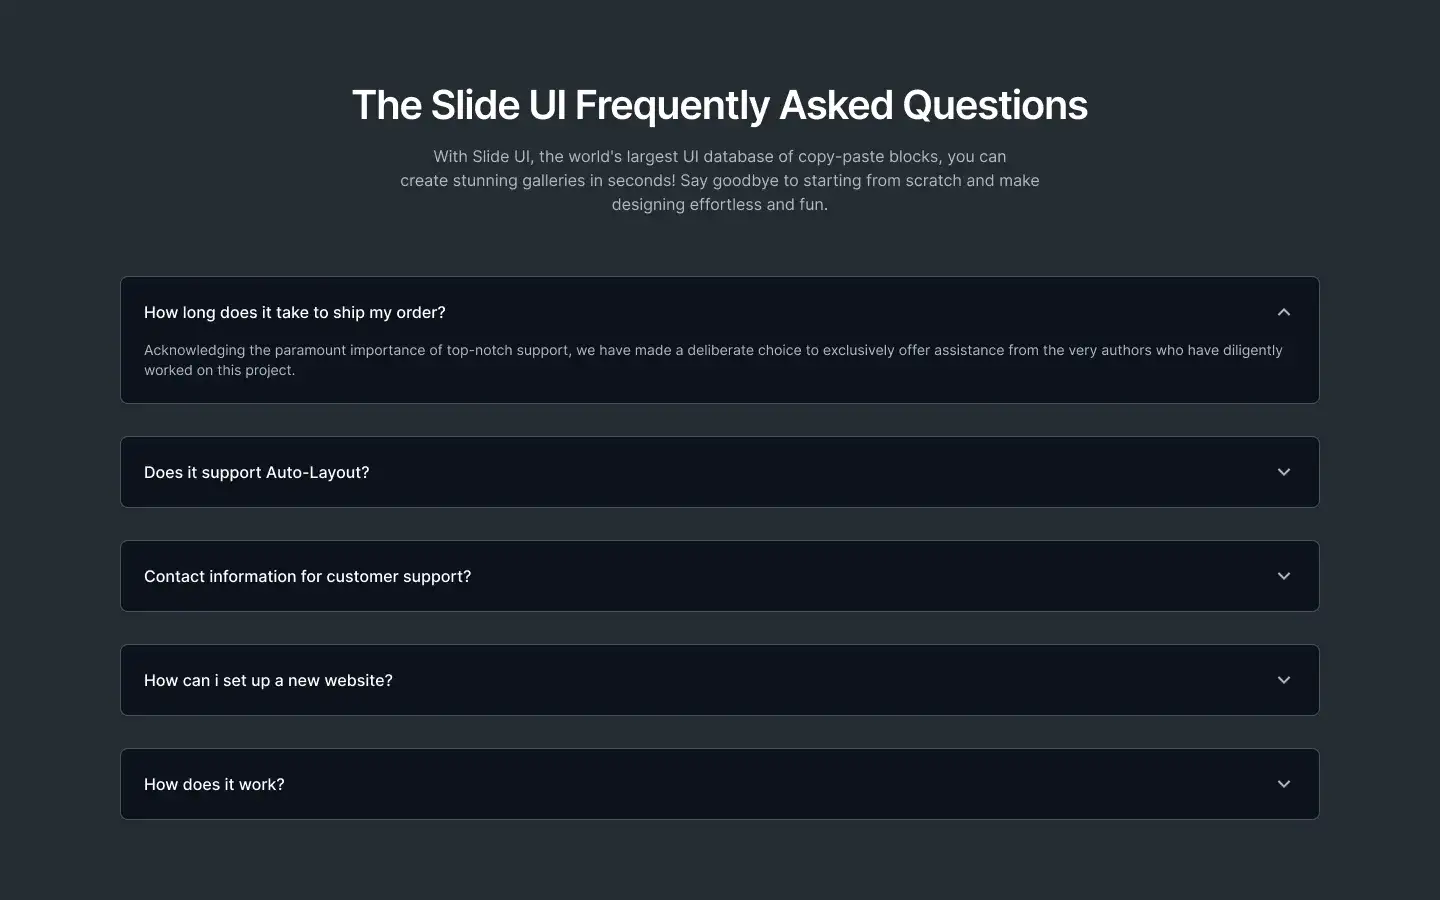 The Slide UI Frequently Asked Questions
With Slide UI, the world's largest UI database of copy-paste blocks, you can
create stunning galleries in seconds! Say goodbye to starting from scratch and make
designing effortless and fun.
How long does it take to ship my order?
Acknowledging the paramount importance of top-notch support, we have made a deliberate choice to exclusively offer assistance from the very authors who have diligently
worked on this project.
Does it support Auto-Layout?
Contact information for customer support?
How can i set up a new website?
How does it work?